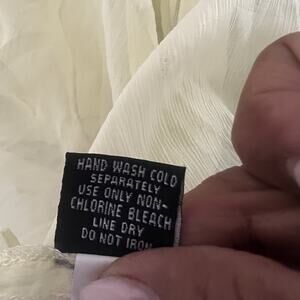 HAND WASH COLD
SEPARATELY
USE ONLY NON-
CHLORINE BLEACH
LINE DRY
DO NOT IRON